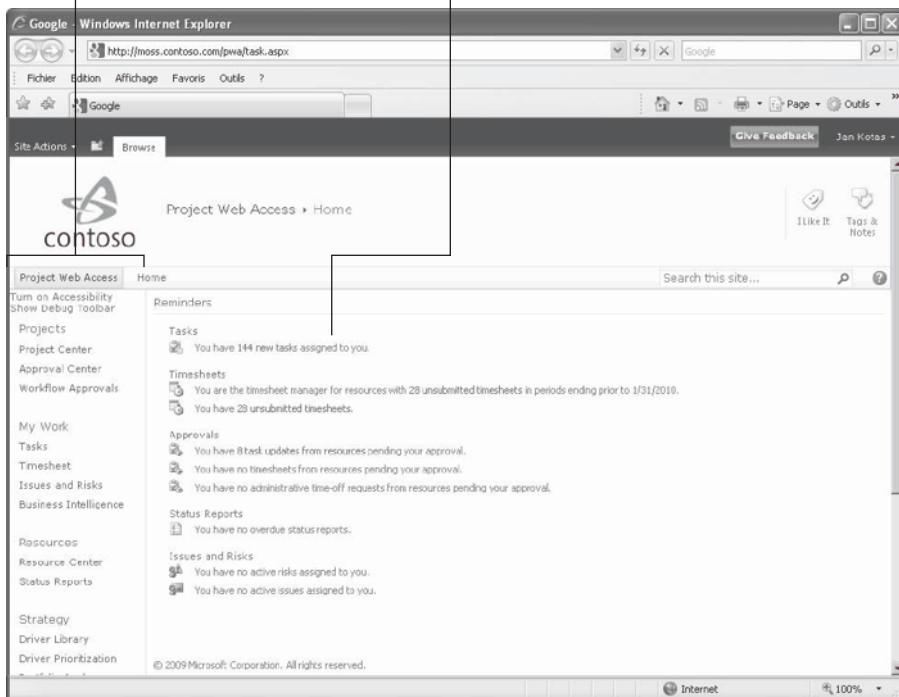 Google - Windows Internet Explorer
http://moss.contoso.com/pwa/task.aspx
Google
Fichier Edition Affichage Favoris Outils ?
Google
Page Outils
Site Actions Browse
Give Feedback Jan Kotas
contoso
Project Web Access Home
I Like It
Tags & Notes
Project Web Access Home
Search this site...
Turn on Accessibility
Show Debug Toolbar
Projects
Project Center
Approval Center
Workflow Approvals
My Work
Tasks
Timesheet
Issues and Risks
Business Intelligence
Resources
Resource Center
Status Reports
Strategy
Driver Library
Driver Prioritization
Reminders
Tasks
You have 144 new tasks assigned to you.
Timesheets
You are the timesheet manager for resources with 28 unsubmitted timesheets in periods ending prior to 1/31/2010.
You have 28 unsubmitted timesheets.
Approvals
You have 8 task updates from resources pending your approval.
You have no timesheets from resources pending your approval.
You have no administrative time-off requests from resources pending your approval.
Status Reports
You have no overdue status reports.
Issues and Risks
You have no active risks assigned to you.
You have no active issues assigned to you.
© 2009 Microsoft Corporation. All rights reserved.
Internet
100%